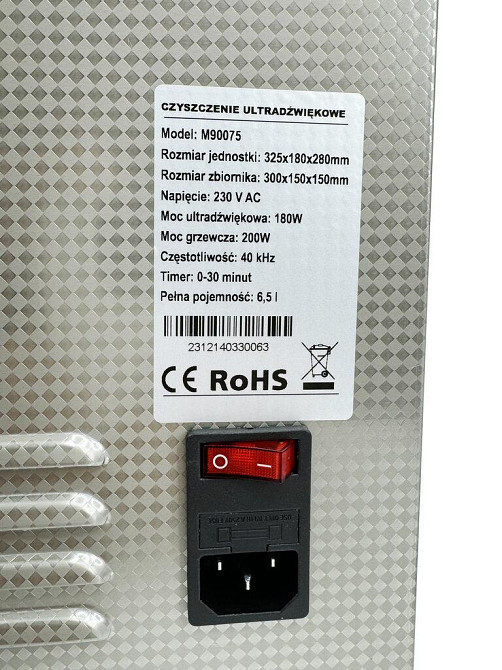 CZYSZCZENIE ULTRADŹWIĘKOWE
Model: M90075
Rozmiar jednostki: 325x180x280mm
Rozmiar zbiornika: 300x150x150mm
Napięcie: 230 V AC
Moc ultradźwiękowa: 180W
Moc grzewcza: 200W
Częstotliwość: 40 kHz
Timer: 0-30 minut
Pełna pojemność: 6,5 l
2312140330063
CE RoHS